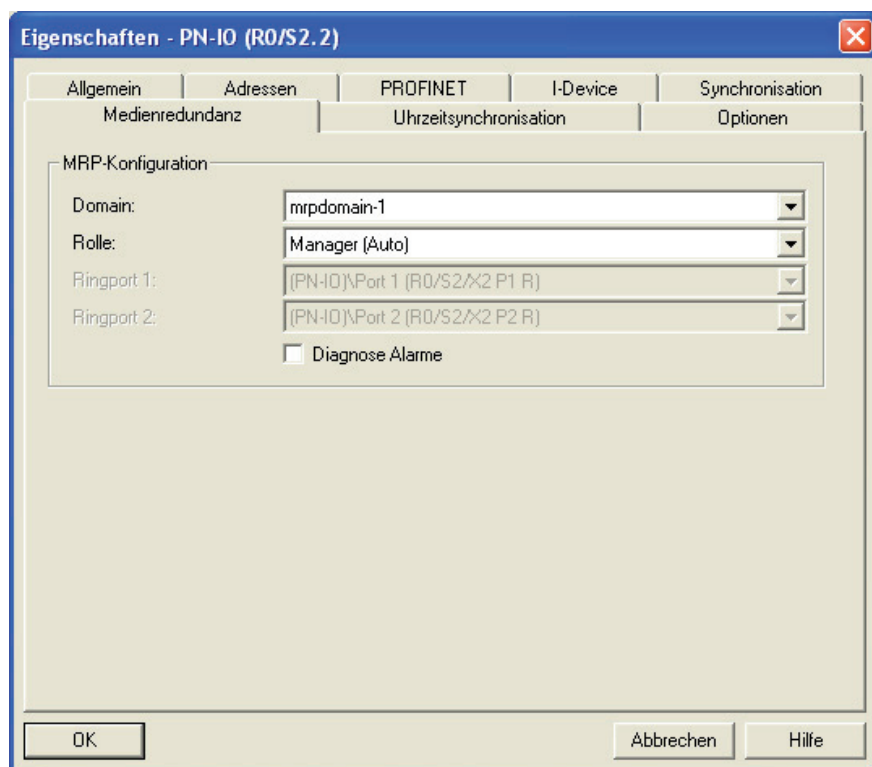 Eigenschaften - PN-IO (R0/S2.2)
Allgemein Adressen PROFINET I-Device Synchronisation
Medienredundanz Uhrzeitsynchronisation Optionen
MRP-Konfiguration
Domain: mrpdomain-1
Rolle: Manager (Auto)
Ringport 1: (PN-IO)\Port 1 (R0/S2/X2 P1 R)
Ringport 2: (PN-IO)\Port 2 (R0/S2/X2 P2 R)
Diagnose Alarme
OK Abbrechen Hilfe